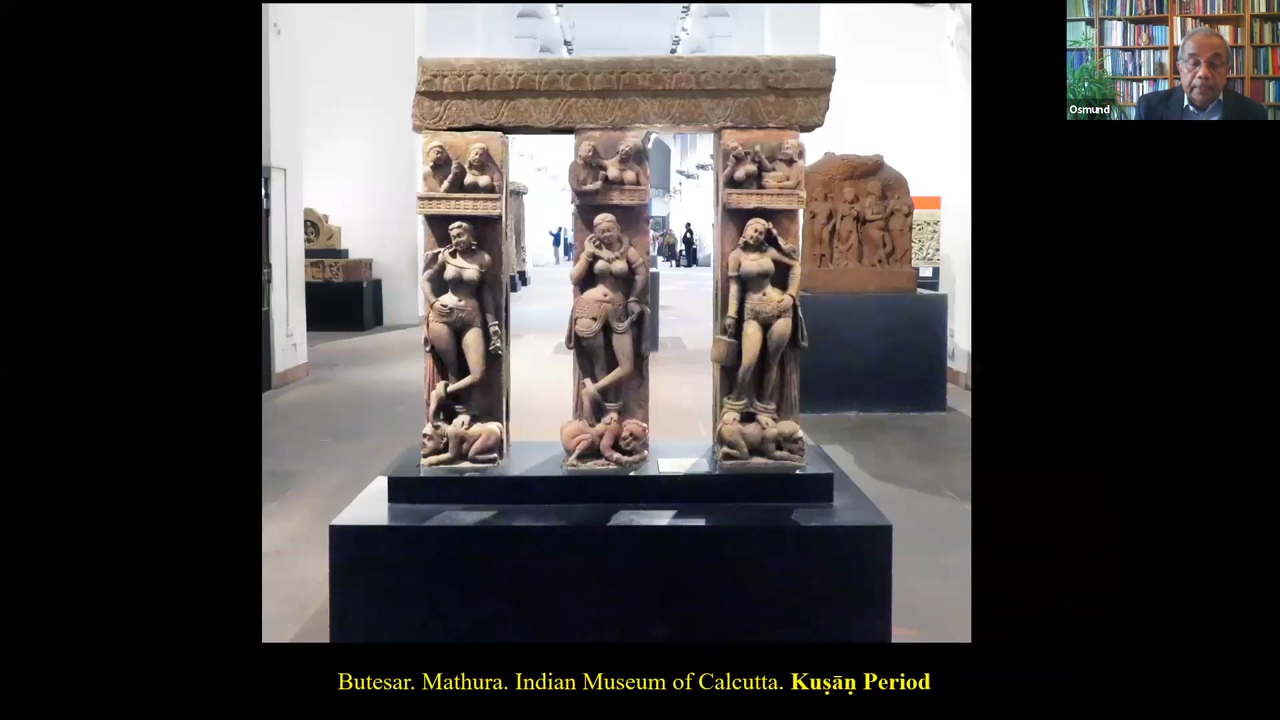 Osmund
Butesar. Mathura. Indian Museum of Calcutta. Kuṣāṇ Period